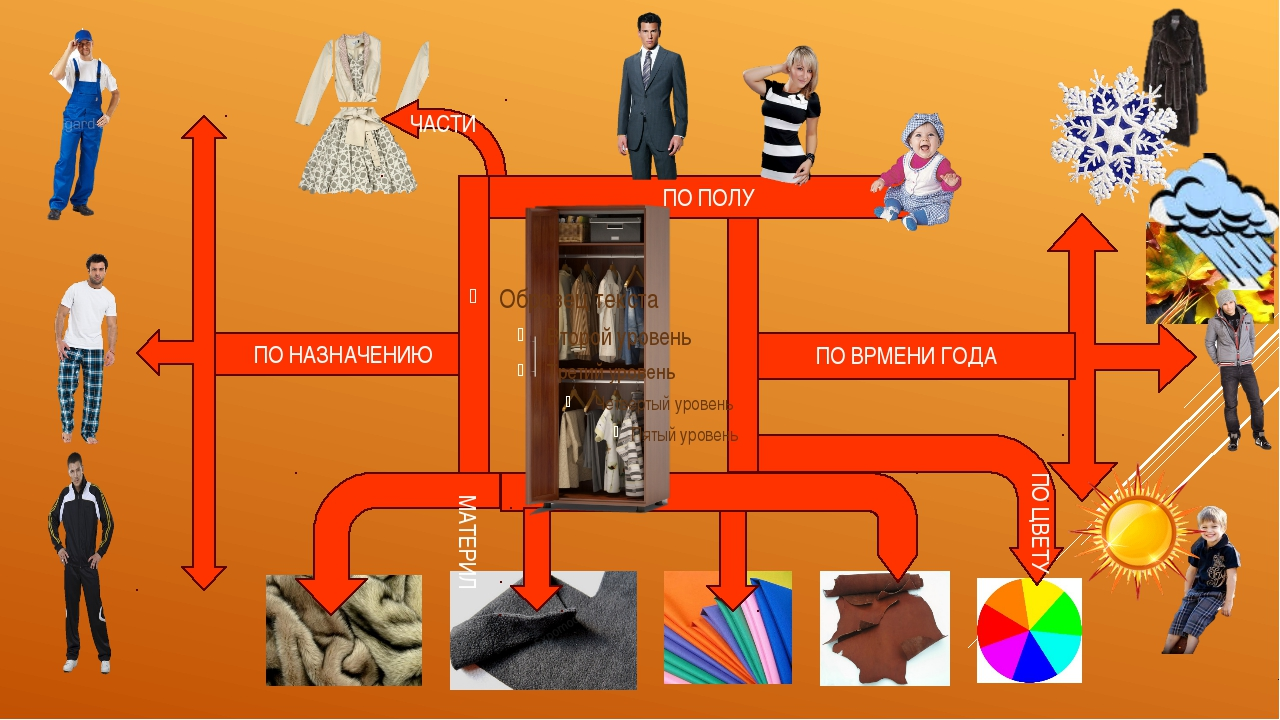 gard
ЧАСТИ
ПО ПОЛУ
Образец текста
Второй уровень
Третий уровень
Четвертый уровень
Пятый уровень
ПО НАЗНАЧЕНИЮ
ПО ВРМЕНИ ГОДА
МАТЕРИЛ
ПО ЦВЕТУ